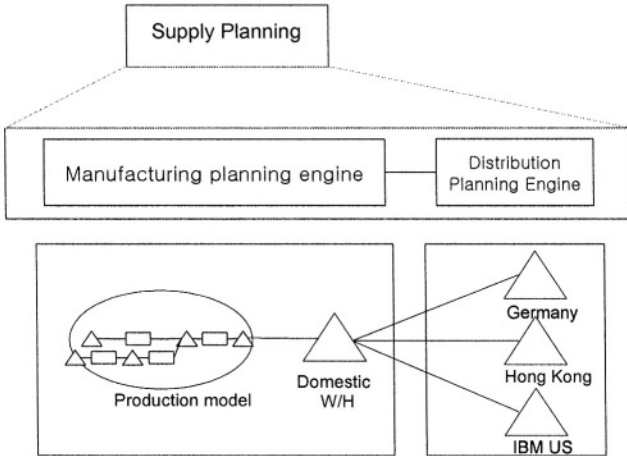 Supply Planning
Manufacturing planning engine
Distribution
Planning Engine
Germany
Hong Kong
Domestic
W/H
Production model
IBM US